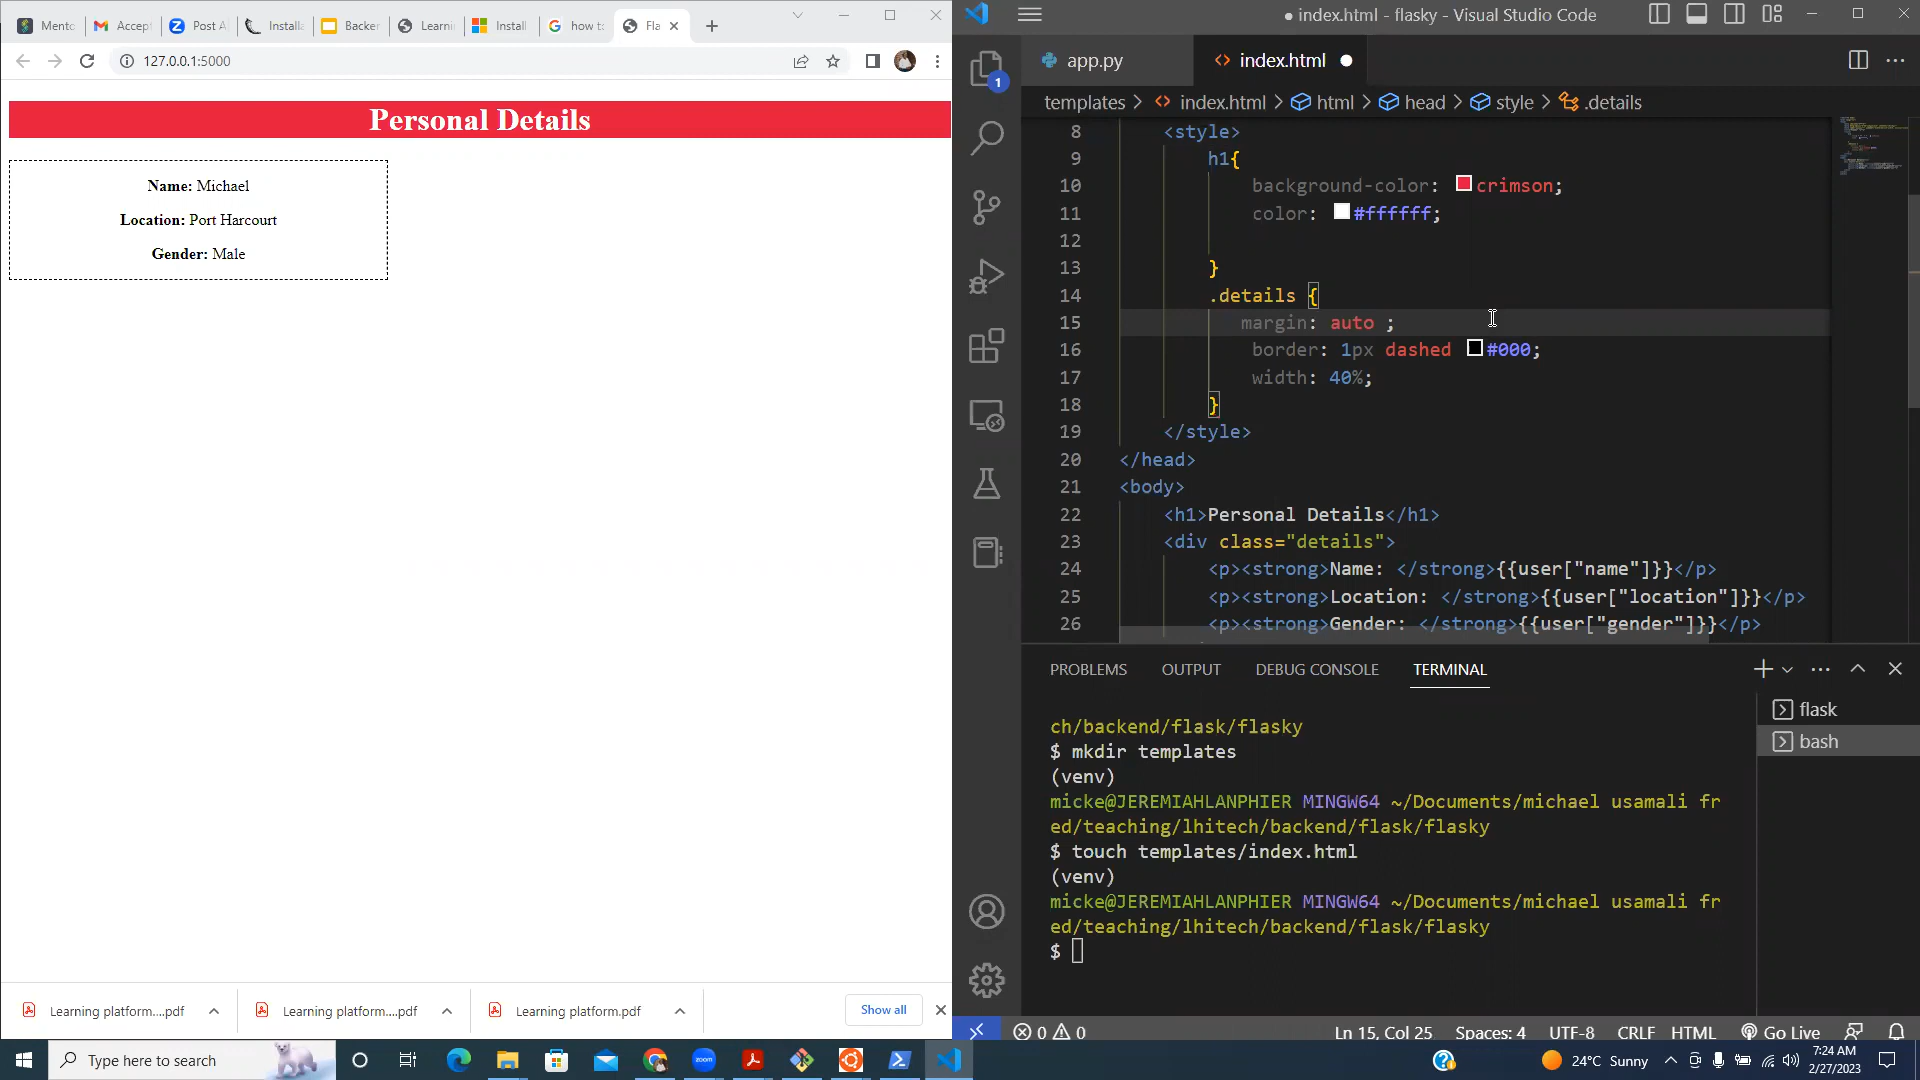 Mento
Accept
Post A
Installa
Backer
Learni
Install
how to
Fla
127.0.0.1:5000
Personal Details
Name: Michael
Location: Port Harcourt
Gender: Male
Learning platform....pdf
Learning platform....pdf
Learning platform.pdf
Show all
● index.html - flasky - Visual Studio Code
1
app.py
<> index.html ●
templates > <> index.html > html > head > style > .details
8 <style>
9 h1{
10 background-color: crimson;
11 color: #ffffff;
12
13 }
14 .details {
15 margin: auto ;
16 border: 1px dashed #000;
17 width: 40%;
18 }
19 </style>
20 </head>
21 <body>
22 <h1>Personal Details</h1>
23 <div class="details">
24 <p><strong>Name: </strong>{{user["name"]}}</p>
25 <p><strong>Location: </strong>{{user["location"]}}</p>
26 <p><strong>Gender: </strong>{{user["gender"]}}</p>
PROBLEMS OUTPUT DEBUG CONSOLE TERMINAL
flask
bash
ch/backend/flask/flasky
$ mkdir templates
(venv)
micke@JEREMIAHLANPHIER MINGW64 ~/Documents/michael usamali fr
ed/teaching/lhitech/backend/flask/flasky
$ touch templates/index.html
(venv)
micke@JEREMIAHLANPHIER MINGW64 ~/Documents/michael usamali fr
ed/teaching/lhitech/backend/flask/flasky
$
0 0 Ln 15, Col 25 Spaces: 4 UTF-8 CRLF HTML Go Live
Type here to search
zoom
24°C Sunny
7:24 AM
2/27/2023